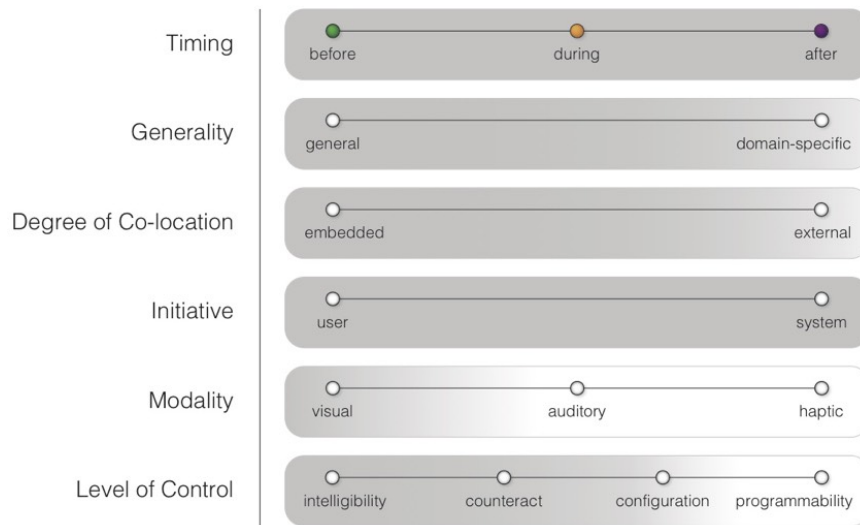 Timing
before during after
Generality
general domain-specific
Degree of Co-location
embedded external
Initiative
user system
Modality
visual auditory haptic
Level of Control
intelligibility counteract configuration programmability